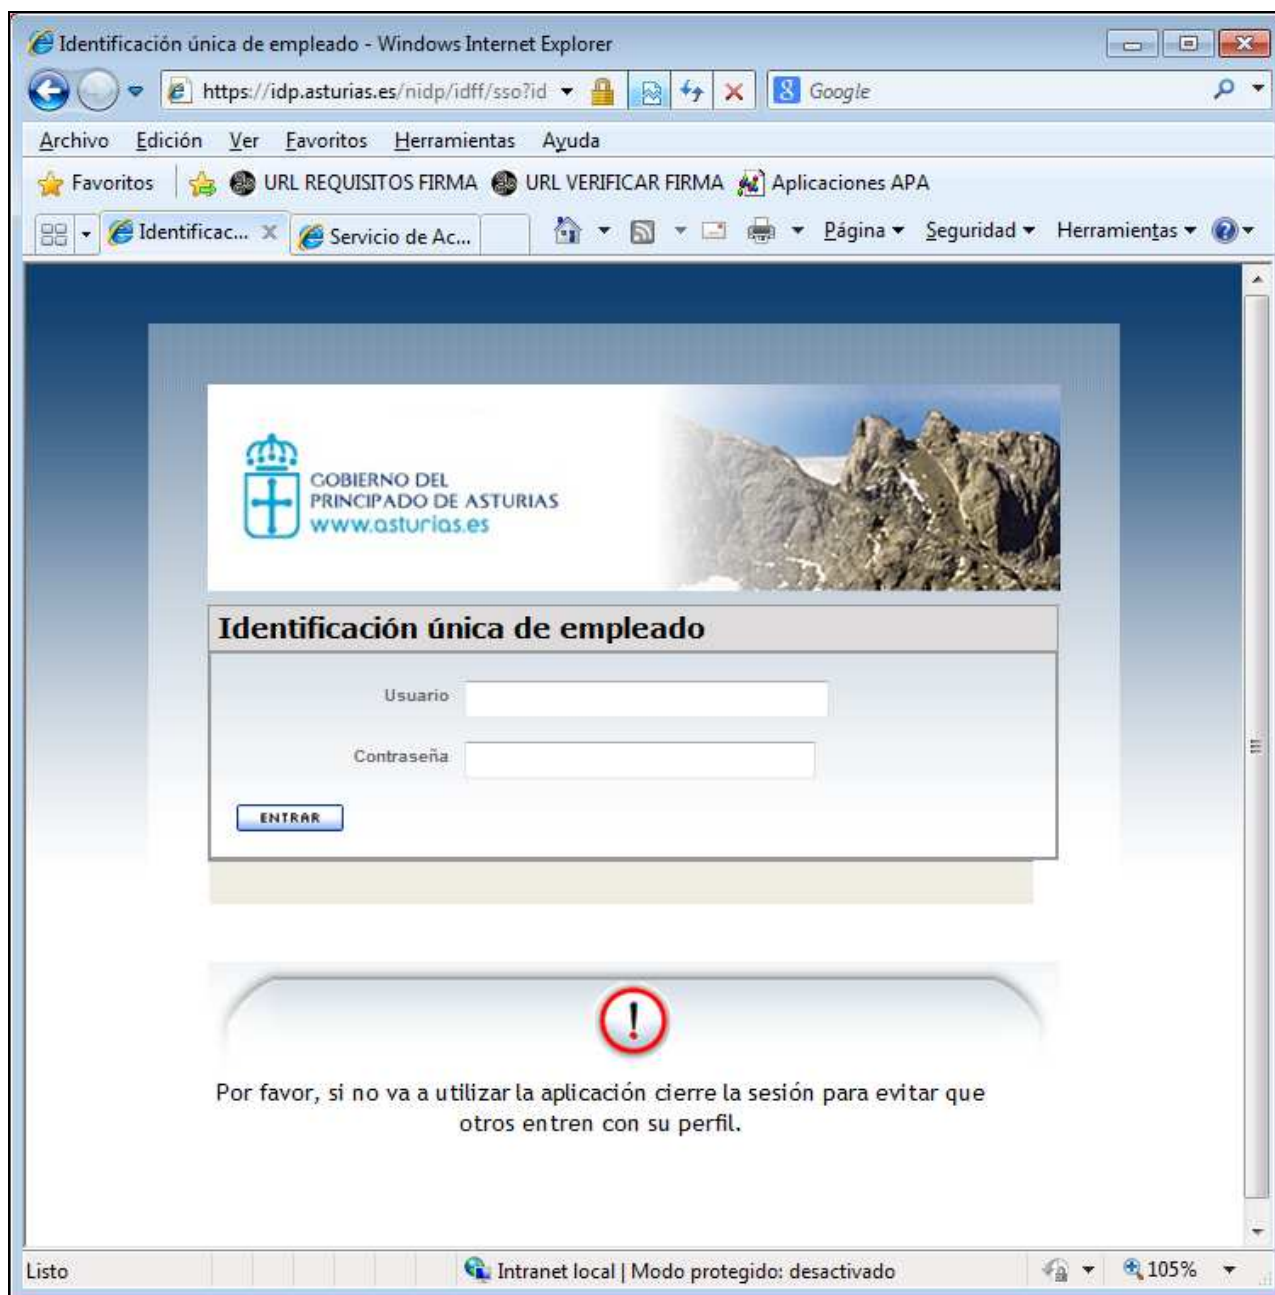 Identificación única de empleado - Windows Internet Explorer
https://idp.asturias.es/nidp/idff/sso?id
Google
Archivo Edición Ver Favoritos Herramientas Ayuda
Favoritos URL REQUISITOS FIRMA URL VERIFICAR FIRMA Aplicaciones APA
Identificac... Servicio de Ac... Página Seguridad Herramientas
GOBIERNO DEL
PRINCIPADO DE ASTURIAS
www.asturias.es
Identificación única de empleado
Usuario
Contraseña
ENTRAR
Por favor, si no va a utilizar la aplicación cierre la sesión para evitar que
otros entren con su perfil.
Listo Intranet local | Modo protegido: desactivado 105%